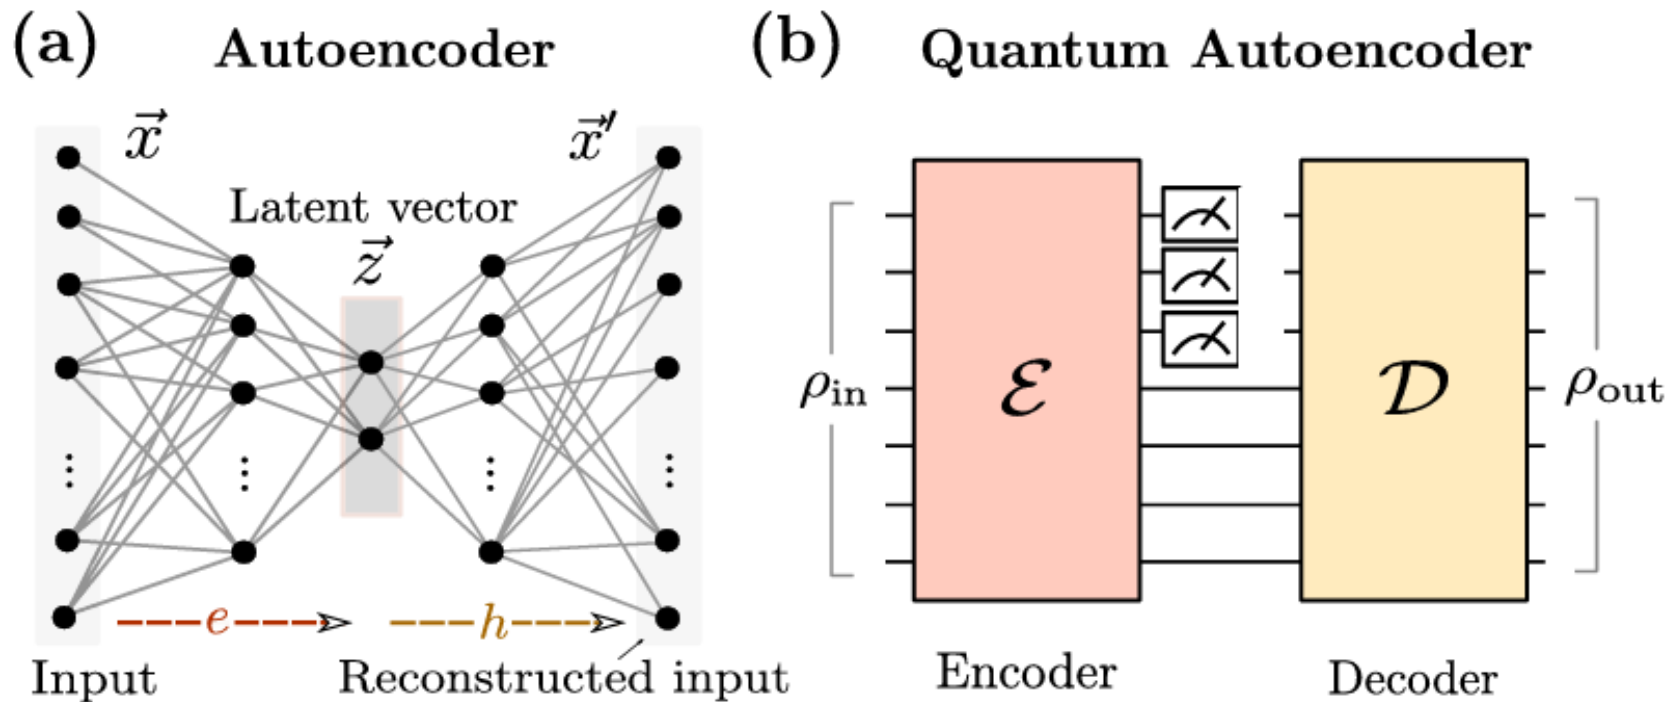 (a) Autoencoder
x⃗
x⃗′
Latent vector
z⃗
⋮ ⋮ ⋮ ⋮
e
h
Input
Reconstructed input
(b) Quantum Autoencoder
ρin
ℰ
𝒟
ρout
Encoder
Decoder